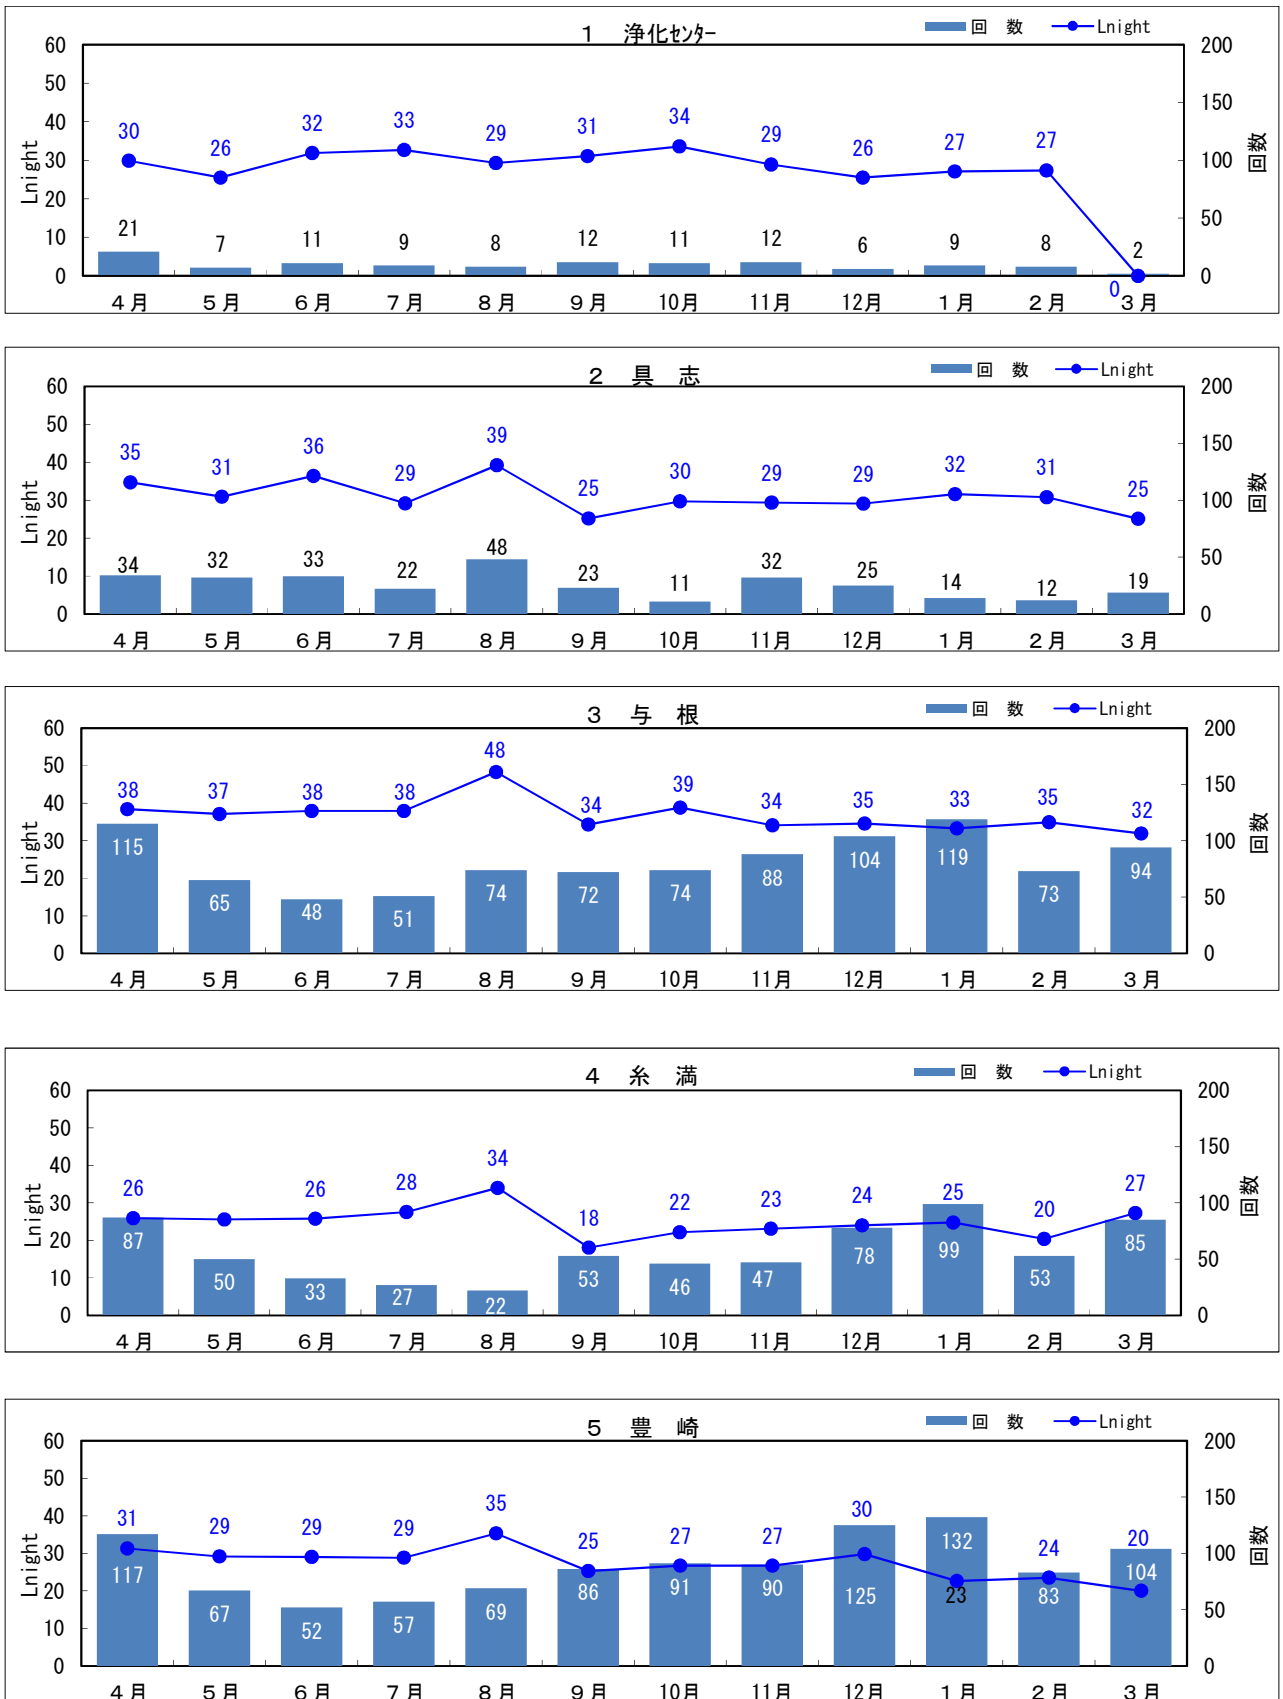 1 浄化ｾﾝﾀｰ
回 数 Lnight
60 50 40 30 20 10 0
Lnight
200 150 100 50 0
回数
30 26 32 33 29 31 34 29 26 27 27 0
21 7 11 9 8 12 11 12 6 9 8 2
4月 5月 6月 7月 8月 9月 10月 11月 12月 1月 2月 3月
2 具 志
回 数 Lnight
60 50 40 30 20 10 0
Lnight
200 150 100 50 0
回数
35 31 36 29 39 25 30 29 29 32 31 25
34 32 33 22 48 23 11 32 25 14 12 19
4月 5月 6月 7月 8月 9月 10月 11月 12月 1月 2月 3月
3 与 根
回 数 Lnight
60 50 40 30 20 10 0
Lnight
200 150 100 50 0
回数
38 37 38 38 48 34 39 34 35 33 35 32
115 65 48 51 74 72 74 88 104 119 73 94
4月 5月 6月 7月 8月 9月 10月 11月 12月 1月 2月 3月
4 糸 満
回 数 Lnight
60 50 40 30 20 10 0
Lnight
200 150 100 50 0
回数
26 26 28 34 18 22 23 24 25 20 27
87 50 33 27 22 53 46 47 78 99 53 85
4月 5月 6月 7月 8月 9月 10月 11月 12月 1月 2月 3月
5 豊 崎
回 数 Lnight
60 50 40 30 20 10 0
Lnight
200 150 100 50 0
回数
31 29 29 29 35 25 27 27 30 23 24 20
117 67 52 57 69 86 91 90 125 132 83 104
4月 5月 6月 7月 8月 9月 10月 11月 12月 1月 2月 3月